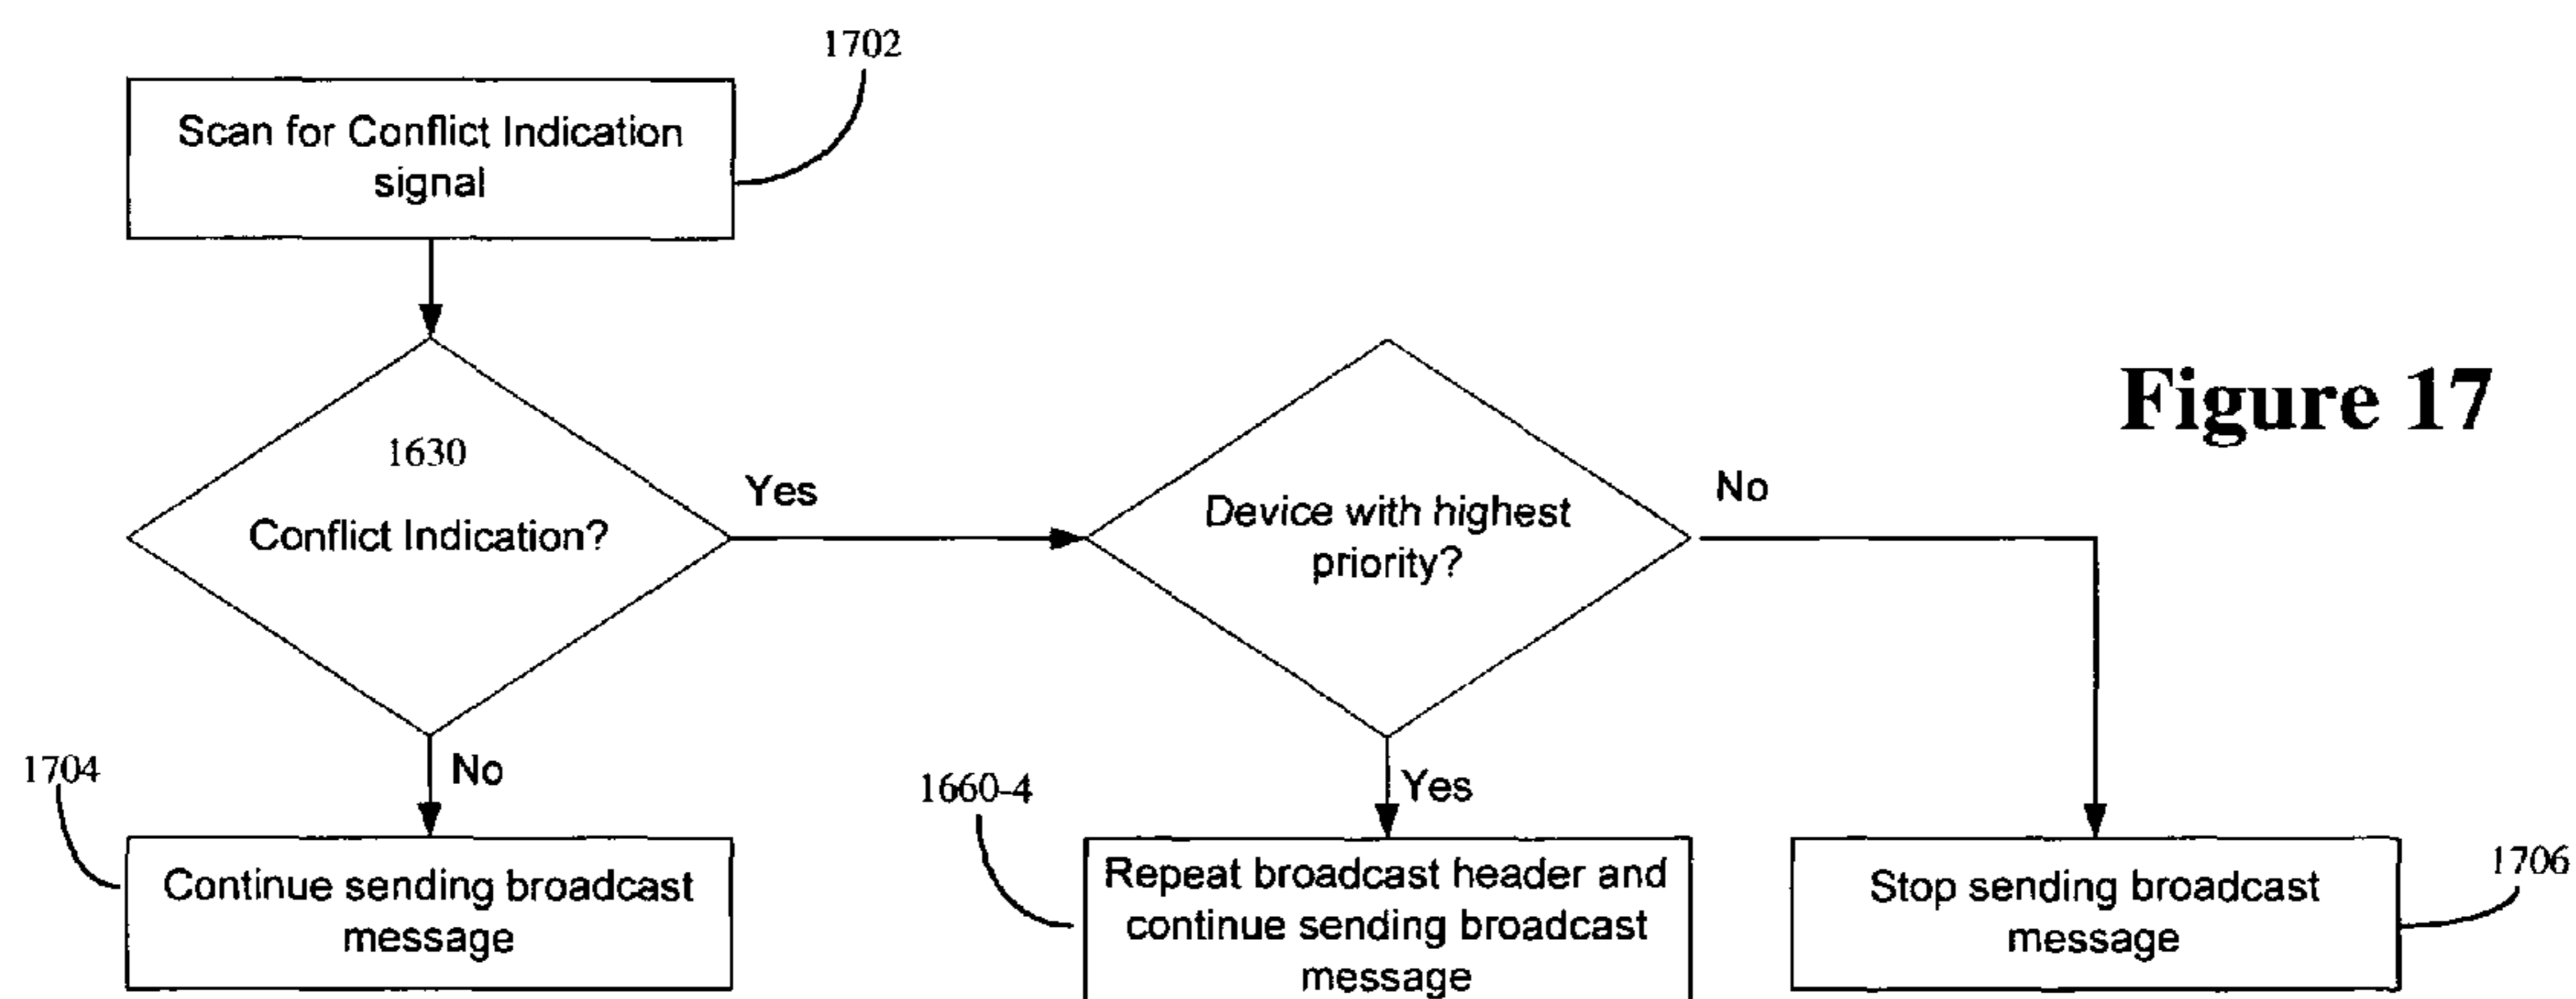 1702
Scan for Conflict Indication
signal
Figure 17
1630
Conflict Indication?
Yes
Device with highest
priority?
No
1704
No
Continue sending broadcast
message
1660-4
Yes
Repeat broadcast header and
continue sending broadcast
message
Stop sending broadcast
message
1706